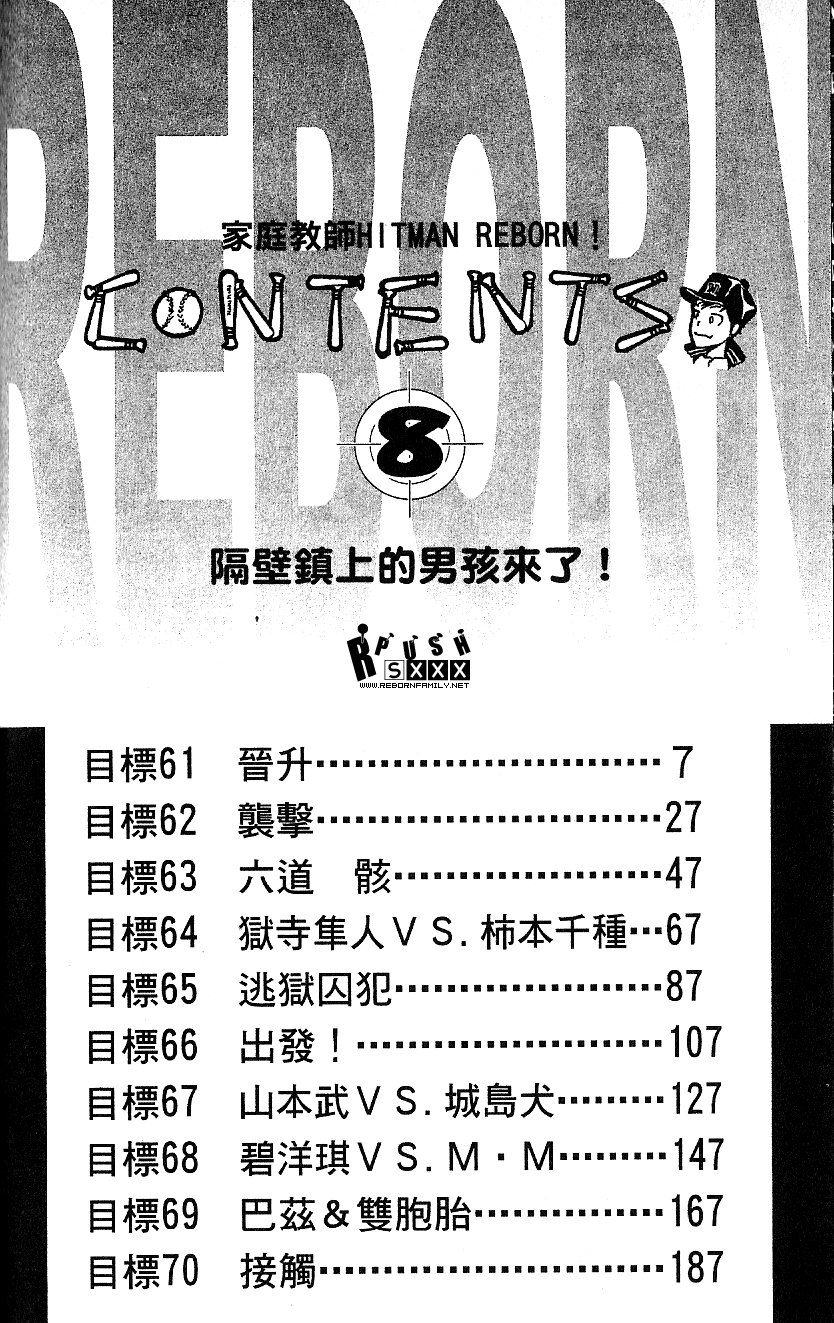 REBORN
家庭教師HITMAN REBORN！
CONTENTS
8
隔壁鎮上的男孩來了！
R PUSH
SXXX
WWW.REBORNFAMILY.NET
目標61 晉升………………………7
目標62 襲擊………………………27
目標63 六道　骸…………………47
目標64 獄寺隼人ＶＳ.柿本千種…67
目標65 逃獄囚犯…………………87
目標66 出發！……………………107
目標67 山本武ＶＳ.城島犬………127
目標68 碧洋琪ＶＳ.Ｍ・Ｍ………147
目標69 巴茲＆雙胞胎……………167
目標70 接觸………………………187